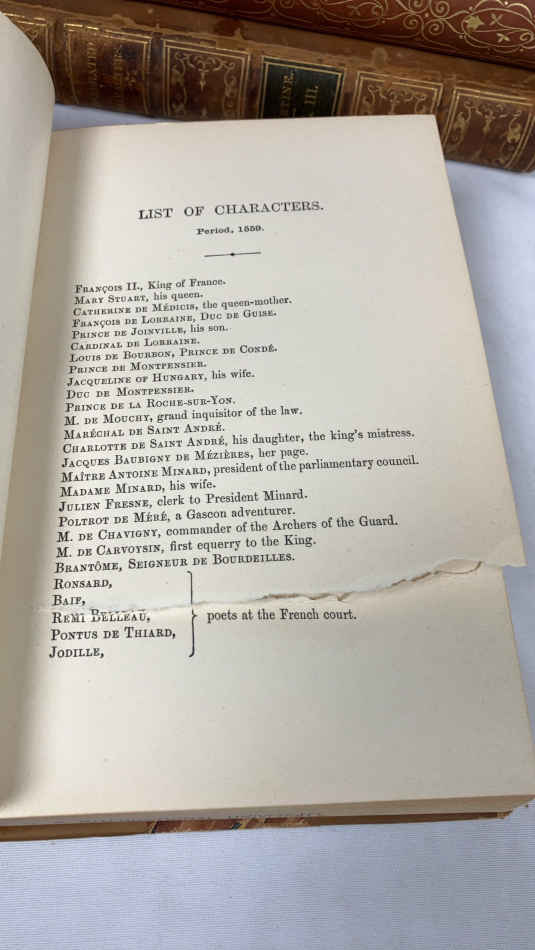 TINE.
III.
LIST OF CHARACTERS.
Period, 1559.
FRANÇOIS II., King of France.
MARY STUART, his queen.
CATHERINE DE MÉDICIS, the queen-mother.
FRANÇOIS DE LORRAINE, DUC DE GUISE.
PRINCE DE JOINVILLE, his son.
CARDINAL DE LORRAINE.
LOUIS DE BOURBON, PRINCE DE CONDÉ.
PRINCE DE MONTPENSIER.
JACQUELINE OF HUNGARY, his wife.
DUC DE MONTPENSIER.
PRINCE DE LA ROCHE-SUR-YON.
M. DE MOUCHY, grand inquisitor of the law.
MARÉCHAL DE SAINT ANDRÉ.
CHARLOTTE DE SAINT ANDRÉ, his daughter, the king's mistress.
JACQUES BAUBIGNY DE MÉZIÈRES, her page.
MAÎTRE ANTOINE MINARD, president of the parliamentary council.
MADAME MINARD, his wife.
JULIEN FRESNE, clerk to President Minard.
POLTROT DE MÉRÉ, a Gascon adventurer.
M. DE CHAVIGNY, commander of the Archers of the Guard.
M. DE CARVOYSIN, first equerry to the King.
BRANTÔME, SEIGNEUR DE BOURDEILLES.
RONSARD,
BAIF,
REMI BELLEAU, poets at the French court.
PONTUS DE THIARD,
JODILLE,